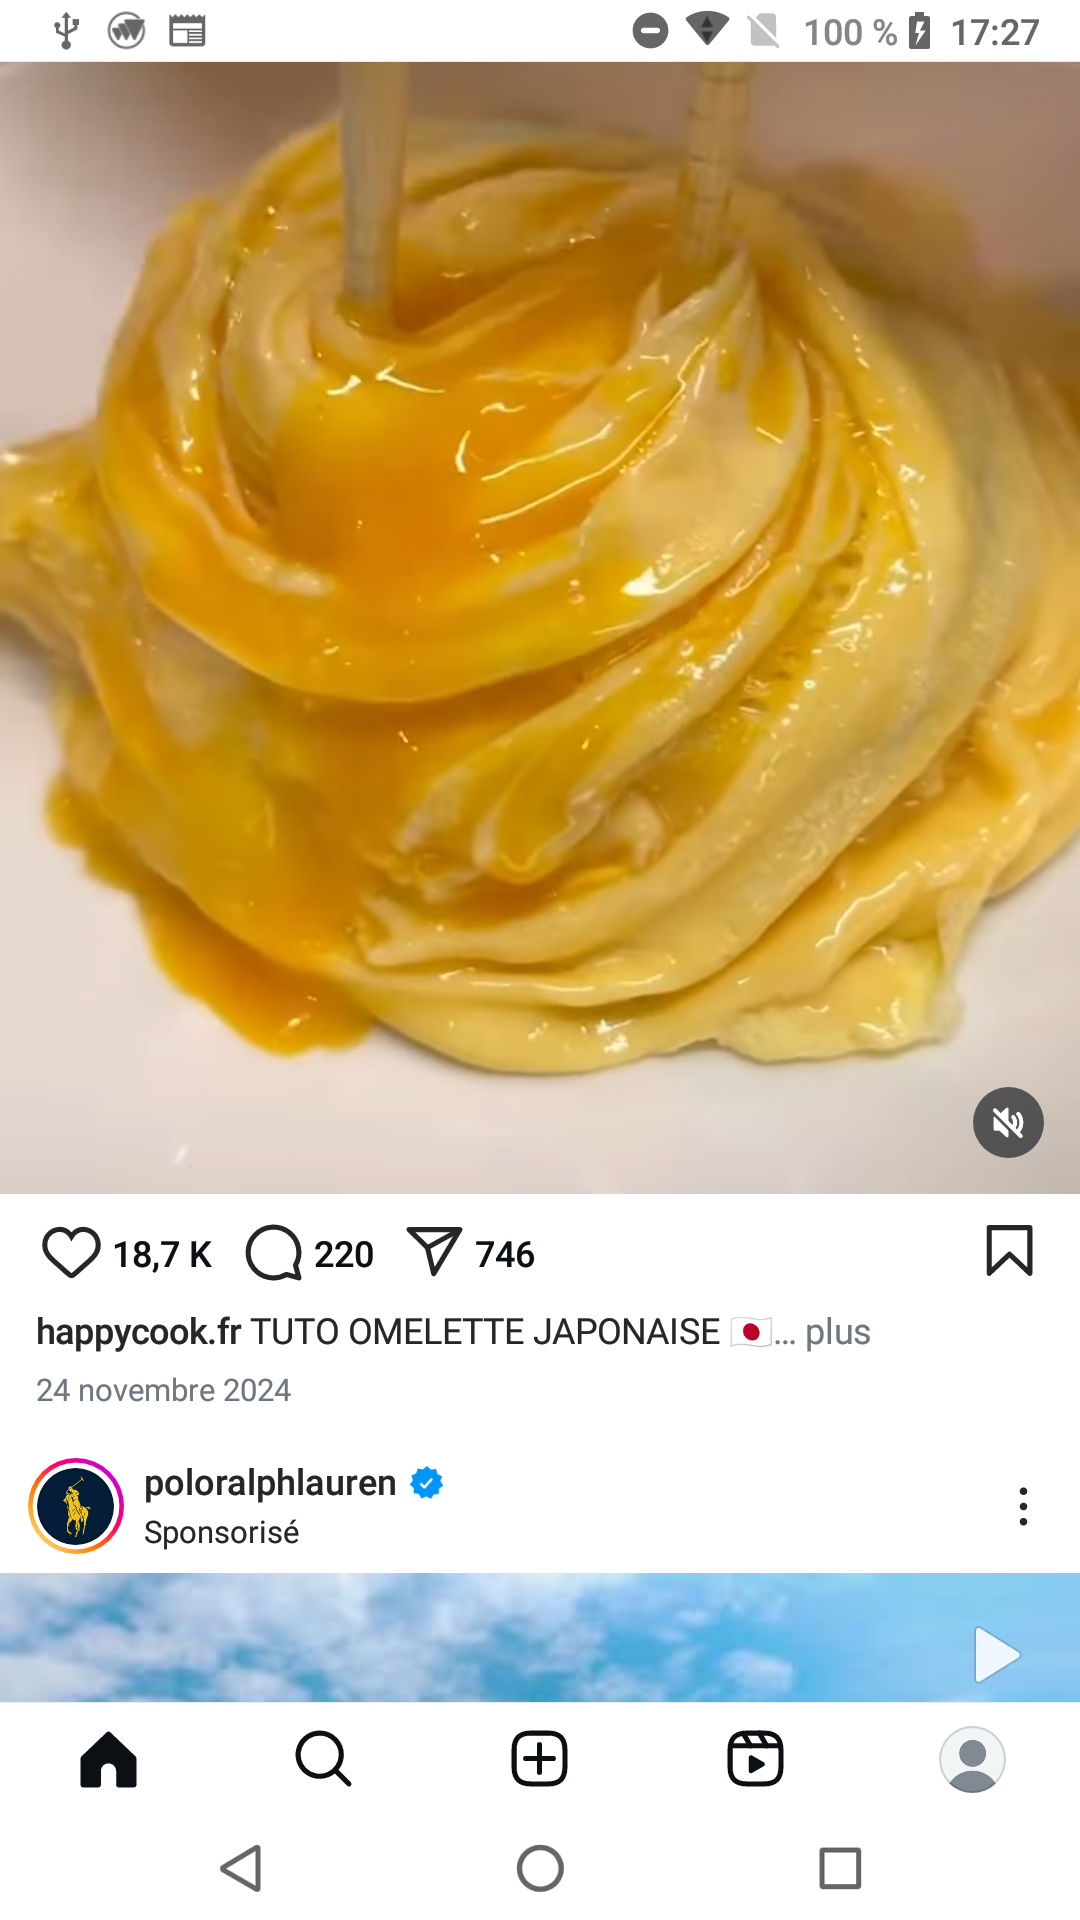 100 % 17:27
18,7 K 220 746
happycook.fr TUTO OMELETTE JAPONAISE 🇯🇵... plus
24 novembre 2024
poloralphlauren
Sponsorisé